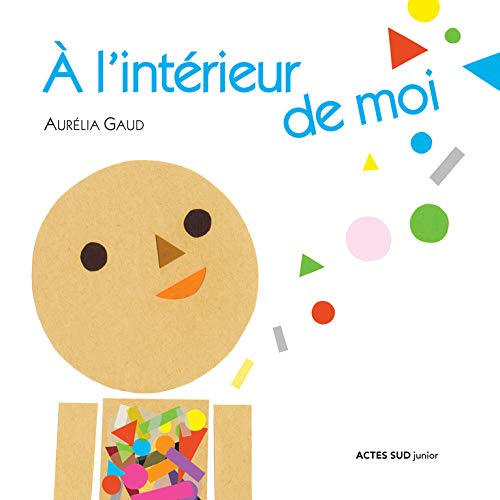 À l'intérieur
de moi
AURÉLIA GAUD
ACTES SUD junior